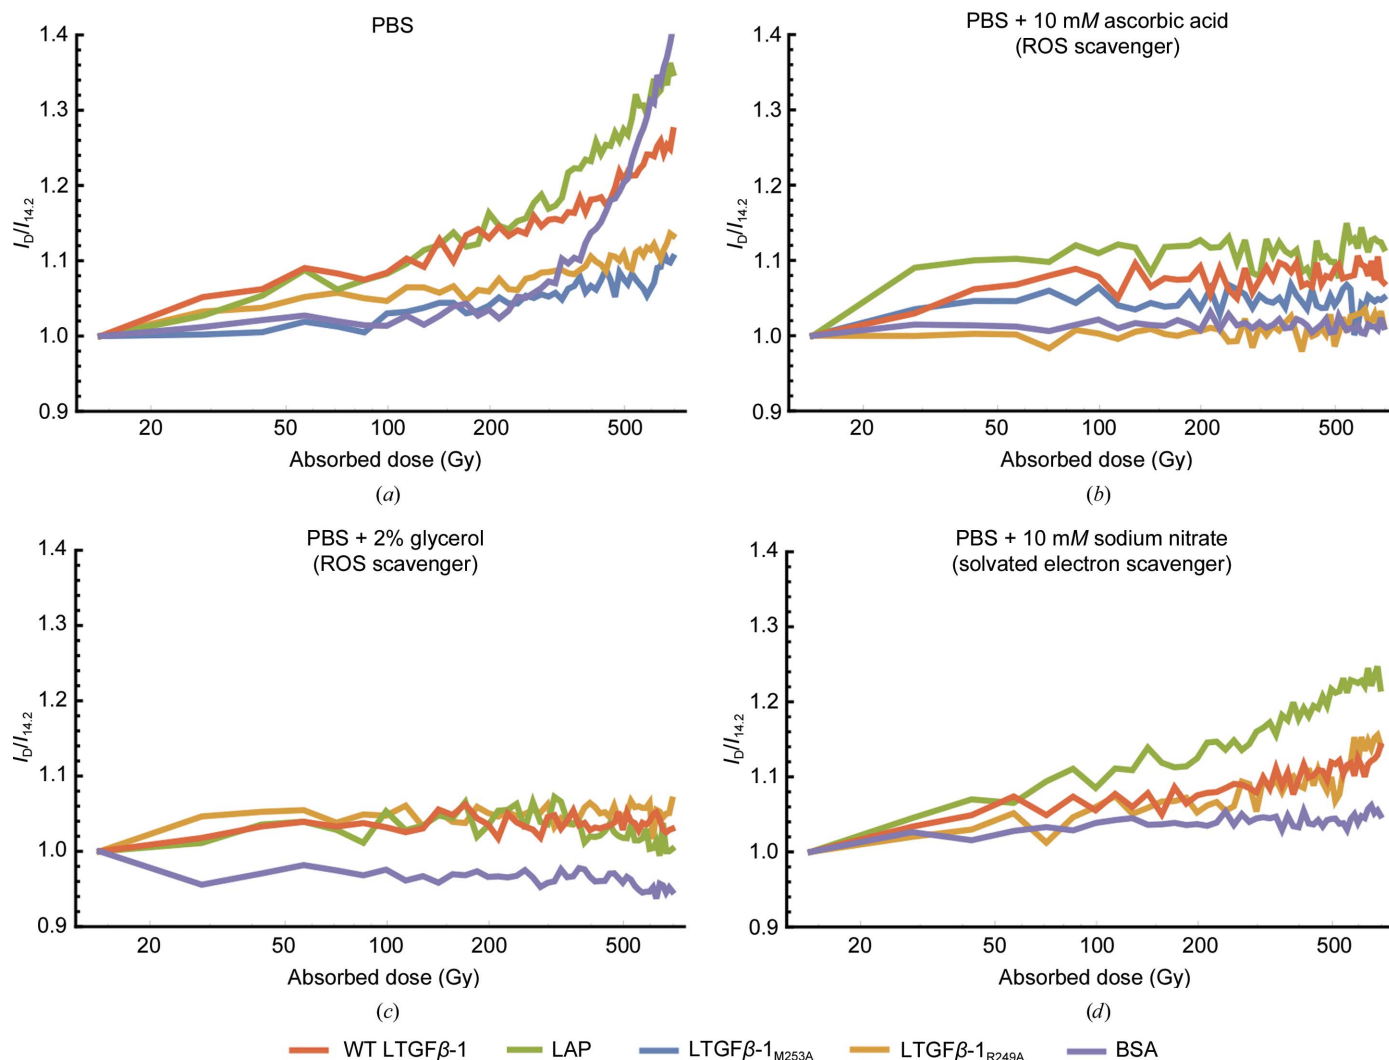 PBS
1.4
1.3
1.2
1.1
1.0
0.9
I_D/I_14.2
20 50 100 200 500
Absorbed dose (Gy)
(a)
PBS + 10 mM ascorbic acid
(ROS scavenger)
1.4
1.3
1.2
1.1
1.0
0.9
I_D/I_14.2
20 50 100 200 500
Absorbed dose (Gy)
(b)
PBS + 2% glycerol
(ROS scavenger)
1.4
1.3
1.2
1.1
1.0
0.9
I_D/I_14.2
20 50 100 200 500
Absorbed dose (Gy)
(c)
PBS + 10 mM sodium nitrate
(solvated electron scavenger)
1.4
1.3
1.2
1.1
1.0
0.9
I_D/I_14.2
20 50 100 200 500
Absorbed dose (Gy)
(d)
WT LTGFβ-1 LAP LTGFβ-1_M253A LTGFβ-1_R249A BSA